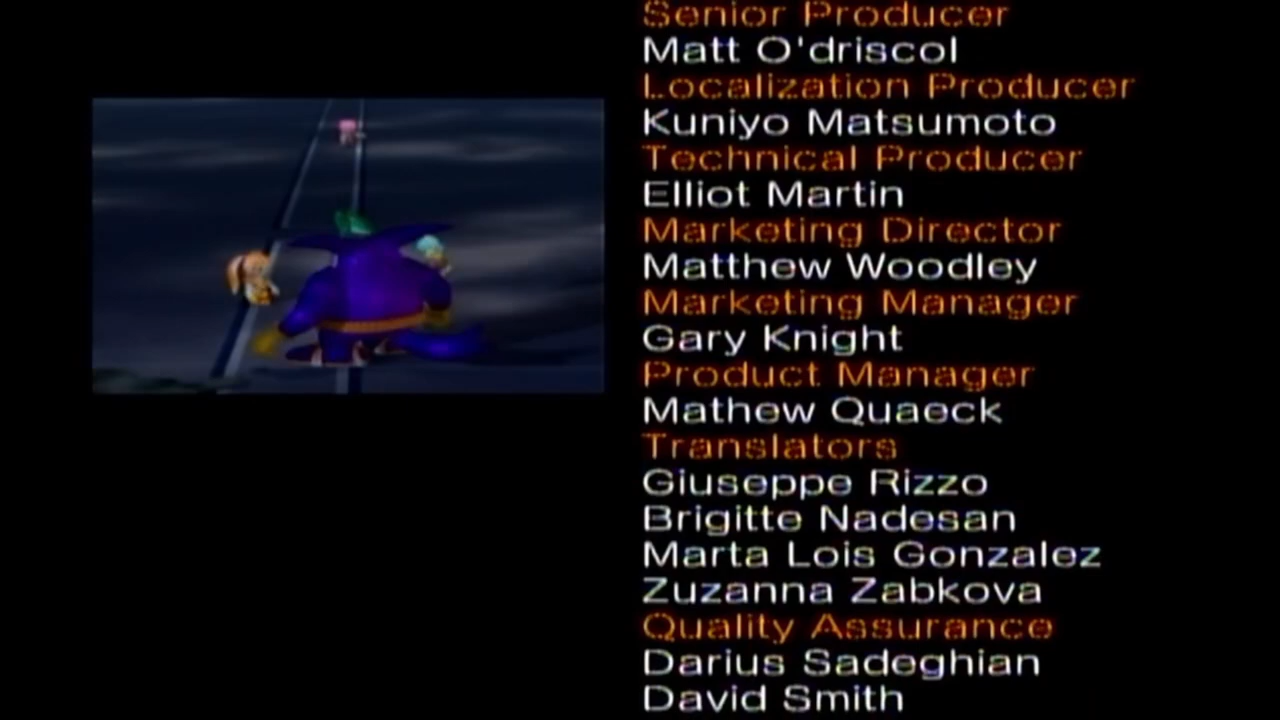 Senior Producer
Matt O'driscol
Localization Producer
Kuniyo Matsumoto
Technical Producer
Elliot Martin
Marketing Director
Matthew Woodley
Marketing Manager
Gary Knight
Product Manager
Mathew Quaeck
Translators
Giuseppe Rizzo
Brigitte Nadesan
Marta Lois Gonzalez
Zuzanna Zabkova
Quality Assurance
Darius Sadeghian
David Smith